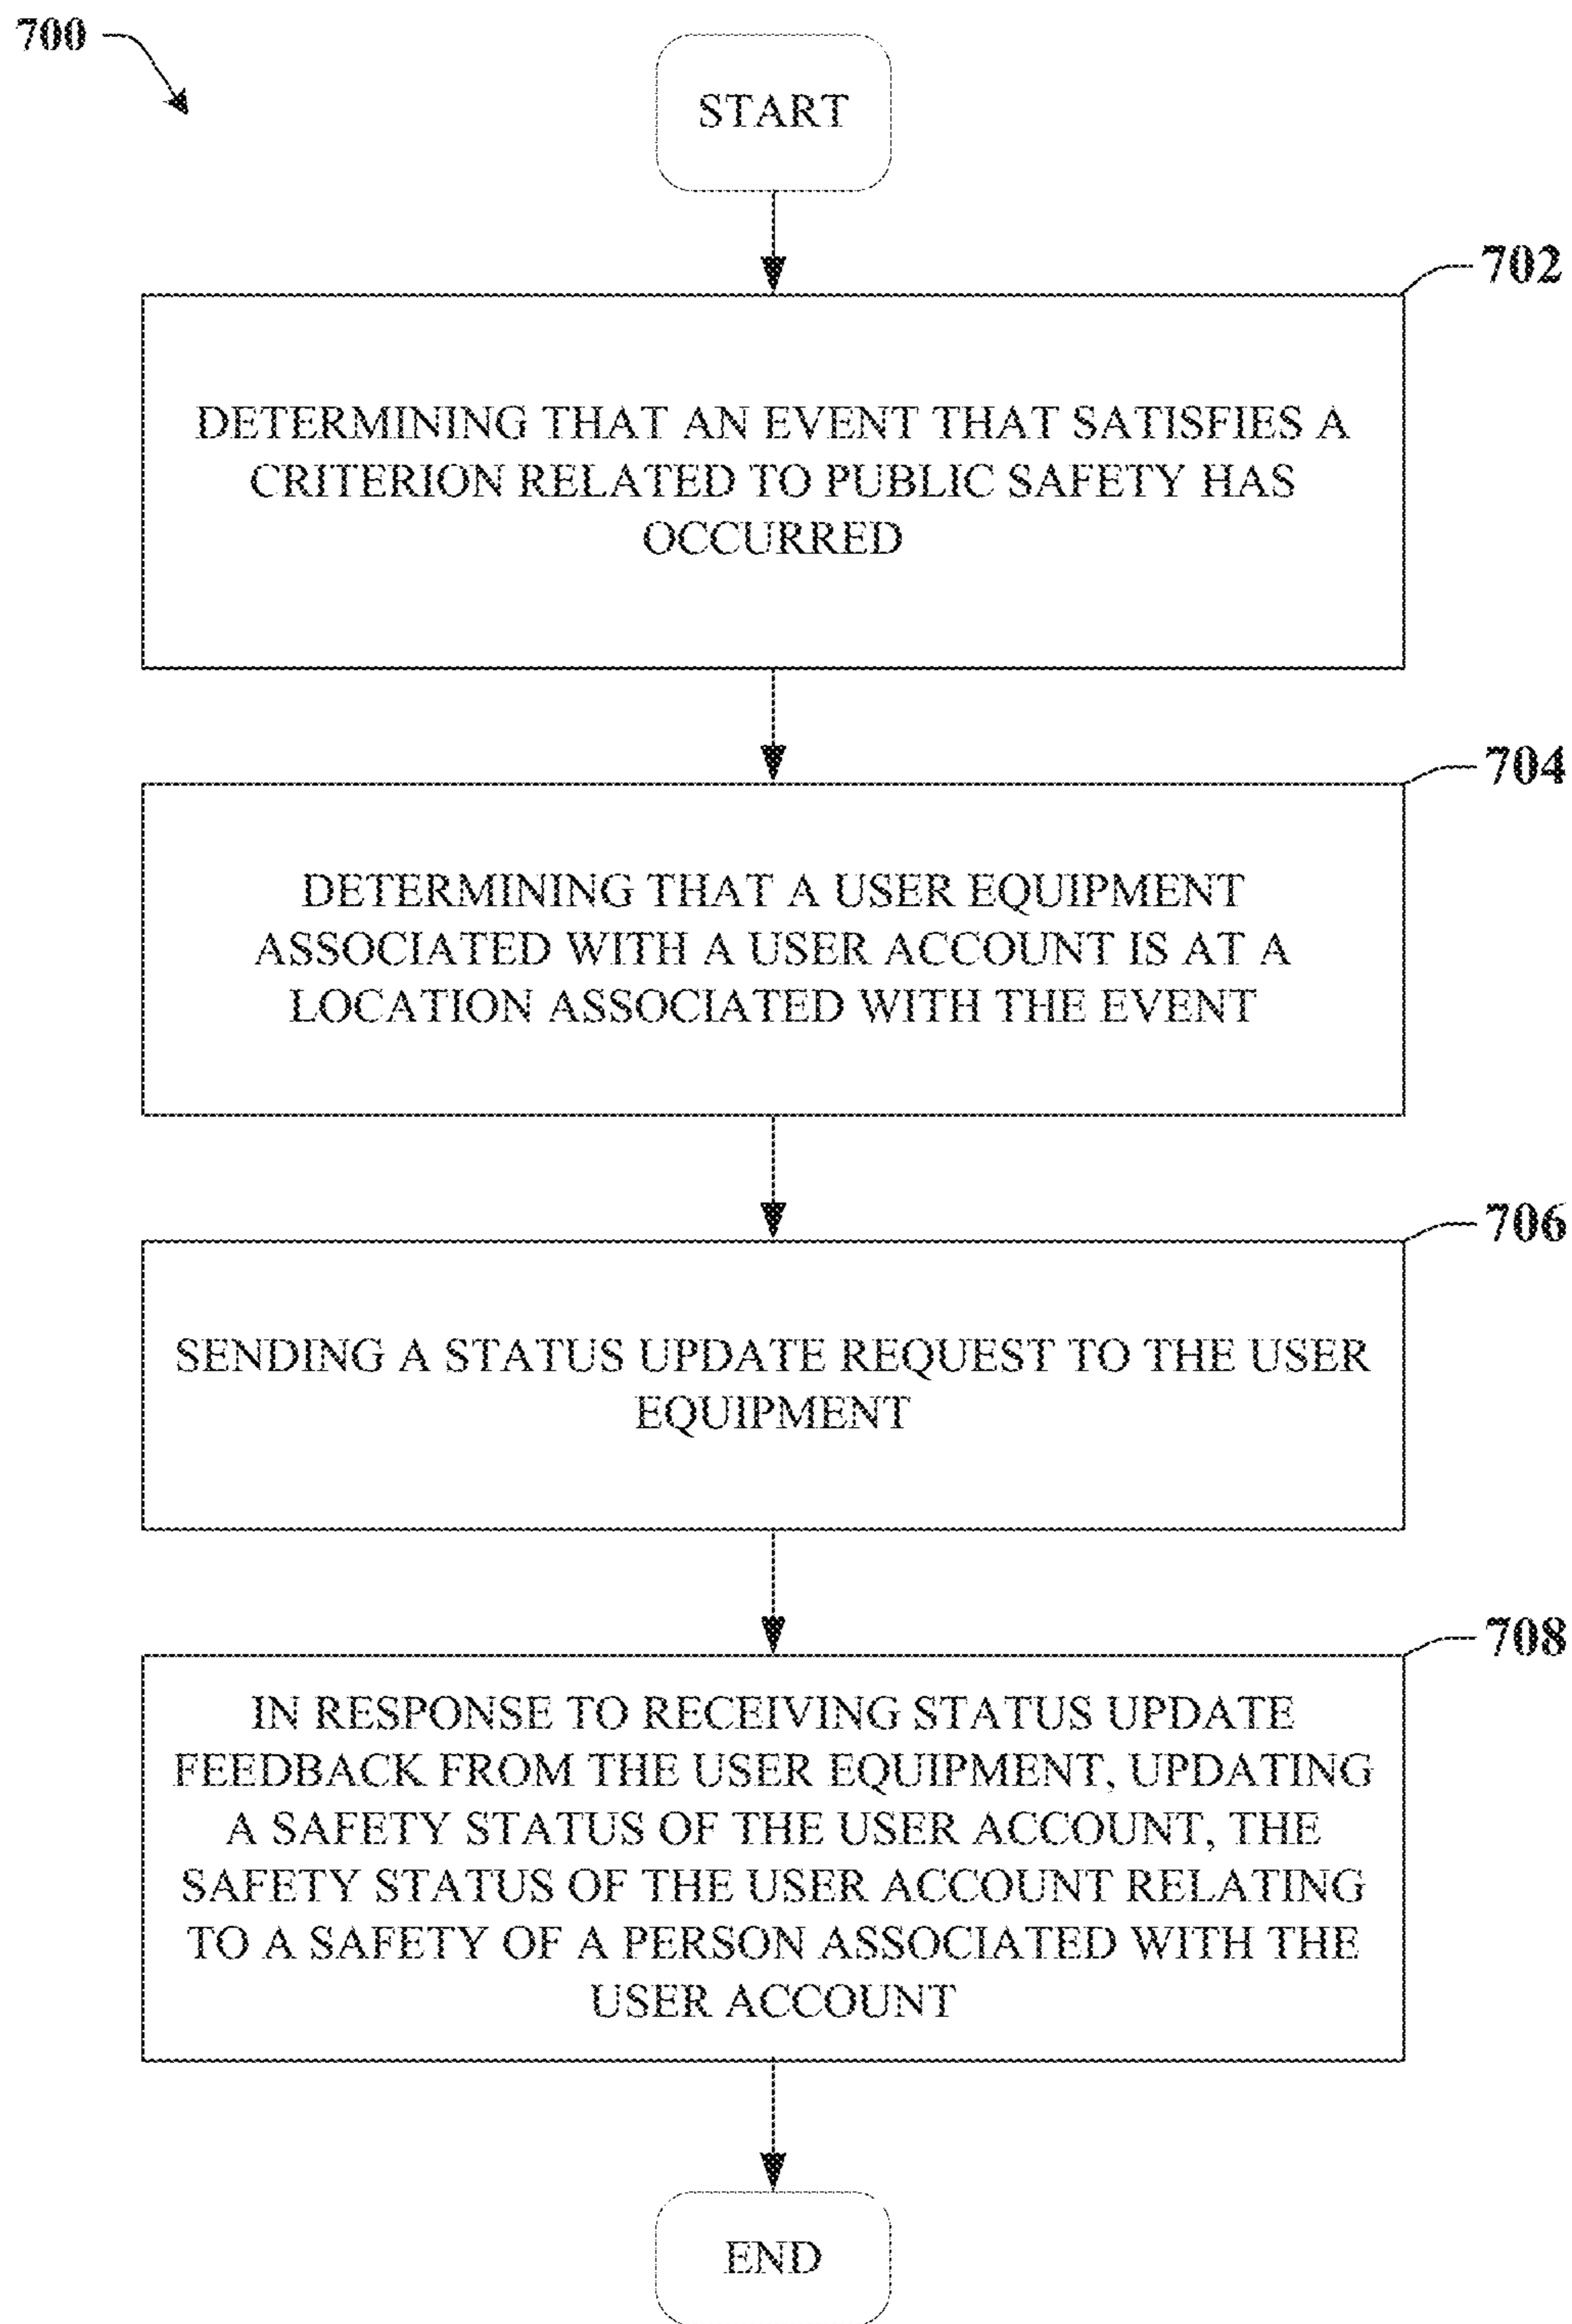 700
START
702
DETERMINING THAT AN EVENT THAT SATISFIES A
CRITERION RELATED TO PUBLIC SAFETY HAS
OCCURRED
704
DETERMINING THAT A USER EQUIPMENT
ASSOCIATED WITH A USER ACCOUNT IS AT A
LOCATION ASSOCIATED WITH THE EVENT
706
SENDING A STATUS UPDATE REQUEST TO THE USER
EQUIPMENT
708
IN RESPONSE TO RECEIVING STATUS UPDATE
FEEDBACK FROM THE USER EQUIPMENT, UPDATING
A SAFETY STATUS OF THE USER ACCOUNT, THE
SAFETY STATUS OF THE USER ACCOUNT RELATING
TO A SAFETY OF A PERSON ASSOCIATED WITH THE
USER ACCOUNT
END